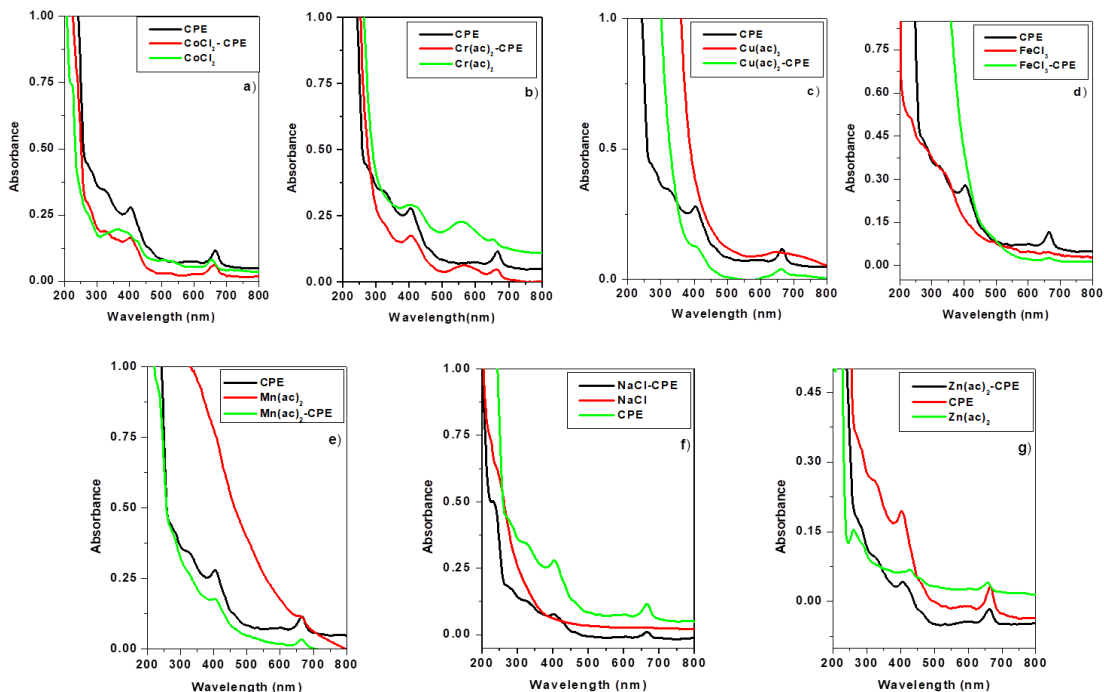 CPE
CoCl2-CPE
CoCl2
a)
1.00
0.75
0.50
0.25
0.00
Absorbance
200 300 400 500 600 700 800
Wavelength (nm)
CPE
Cr(ac)2-CPE
Cr(ac)2
b)
1.00
0.75
0.50
0.25
0.00
Absorbance
200 300 400 500 600 700 800
Wavelength(nm)
CPE
Cu(ac)2
Cu(ac)2-CPE
c)
1.0
0.5
0.0
Absorbance
200 300 400 500 600 700 800
Wavelength (nm)
CPE
FeCl3
FeCl3-CPE
d)
0.75
0.60
0.45
0.30
0.15
0.00
Absorbance
200 300 400 500 600 700 800
Wavelength (nm)
CPE
Mn(ac)2
Mn(ac)2-CPE
e)
1.00
0.75
0.50
0.25
0.00
Absorbance
200 300 400 500 600 700 800
Wavelength (nm)
NaCl-CPE
NaCl
CPE
f)
1.00
0.75
0.50
0.25
0.00
Absorbance
200 300 400 500 600 700 800
Wavelength (nm)
Zn(ac)2-CPE
CPE
Zn(ac)2
g)
0.45
0.30
0.15
0.00
Absorbance
200 300 400 500 600 700 800
Wavelength (nm)